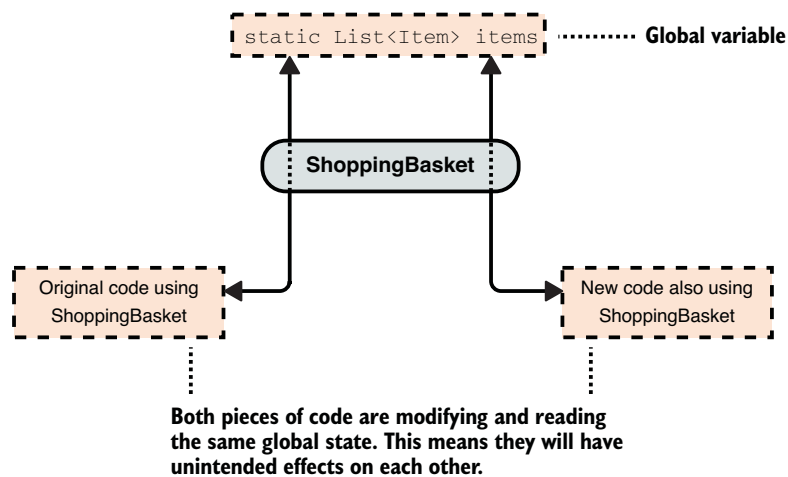 static List<Item> items
Global variable
ShoppingBasket
Original code using
ShoppingBasket
New code also using
ShoppingBasket
Both pieces of code are modifying and reading
the same global state. This means they will have
unintended effects on each other.